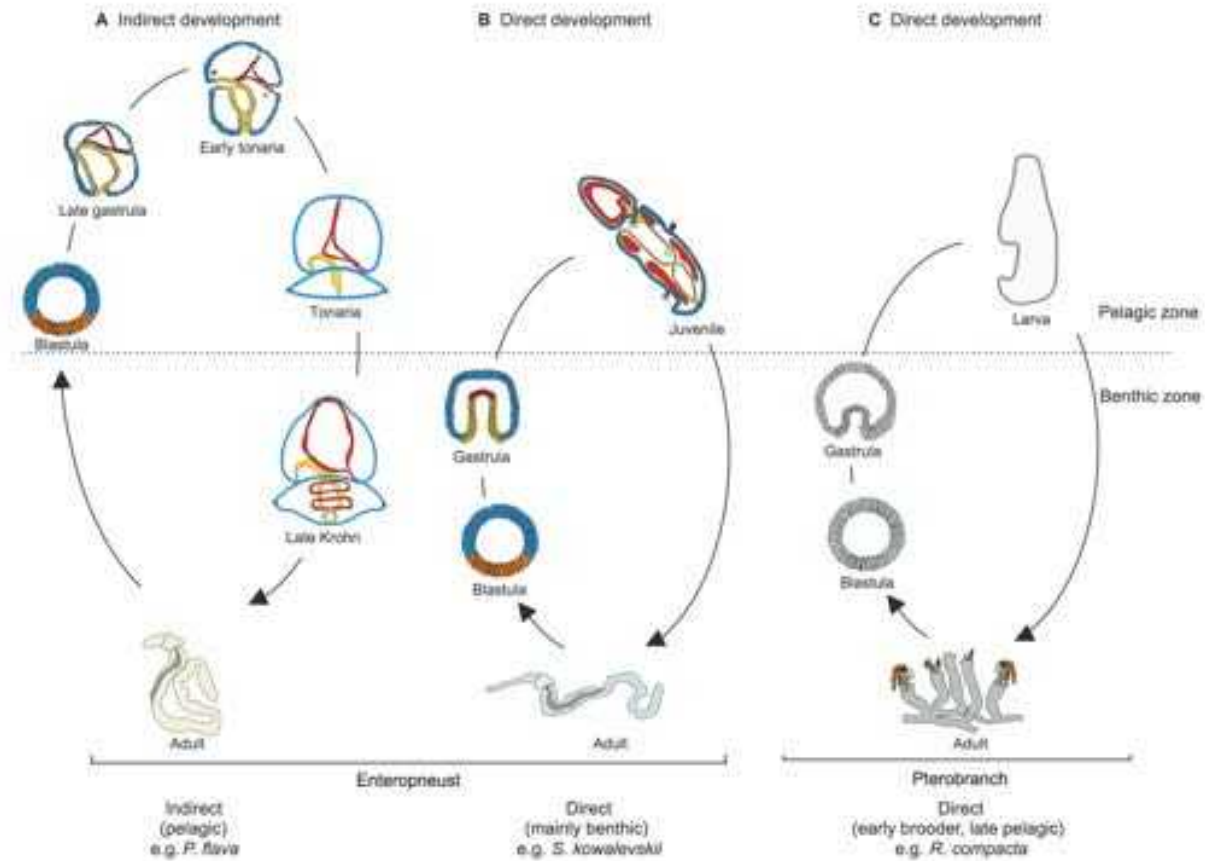 A Indirect development
B Direct development
C Direct development
Early tonaria
Late gastrula
Tonaria
Blastula
Juvenile
Larva
Pelagic zone
Benthic zone
Gastrula
Gastrula
Late Krohn
Blastula
Blastula
Adult
Adult
Adult
Enteropneust
Pterobranch
Indirect
(pelagic)
e.g. P. flava
Direct
(mainly benthic)
e.g. S. kowalevskii
Direct
(early brooder, late pelagic)
e.g. R. compacta